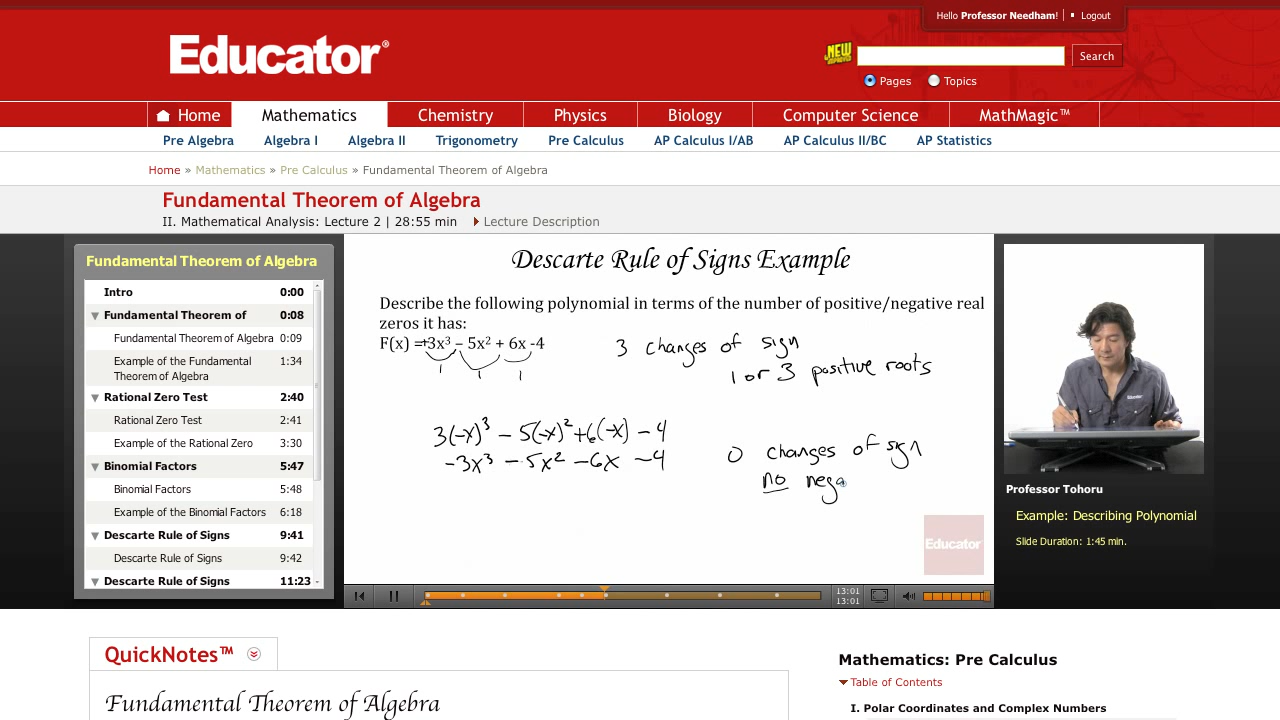 Hello Professor Needham! Logout
Educator®
NEW
Search
Pages Topics
Home Mathematics Chemistry Physics Biology Computer Science MathMagic™
Pre Algebra Algebra I Algebra II Trigonometry Pre Calculus AP Calculus I/AB AP Calculus II/BC AP Statistics
Home » Mathematics » Pre Calculus » Fundamental Theorem of Algebra
Fundamental Theorem of Algebra
II. Mathematical Analysis: Lecture 2 | 28:55 min Lecture Description
Fundamental Theorem of Algebra
Intro 0:00
Fundamental Theorem of 0:08
Fundamental Theorem of Algebra 0:09
Example of the Fundamental 1:34
Theorem of Algebra
Rational Zero Test 2:40
Rational Zero Test 2:41
Example of the Rational Zero 3:30
Binomial Factors 5:47
Binomial Factors 5:48
Example of the Binomial Factors 6:18
Descarte Rule of Signs 9:41
Descarte Rule of Signs 9:42
Descarte Rule of Signs 11:23
Descarte Rule of Signs Example
Describe the following polynomial in terms of the number of positive/negative real
zeros it has:
F(x) =+3x³ – 5x² + 6x -4
1 1 1
3 changes of sign
1 or 3 positive roots
3(-x)³ – 5(-x)² +6(-x) – 4
-3x³ – 5x² – 6x – 4
0 changes of sign
no nega
Educator®
13:01
13:01
Educator
Professor Tohoru
Example: Describing Polynomial
Slide Duration: 1:45 min.
QuickNotes™
Fundamental Theorem of Algebra
Mathematics: Pre Calculus
Table of Contents
I. Polar Coordinates and Complex Numbers